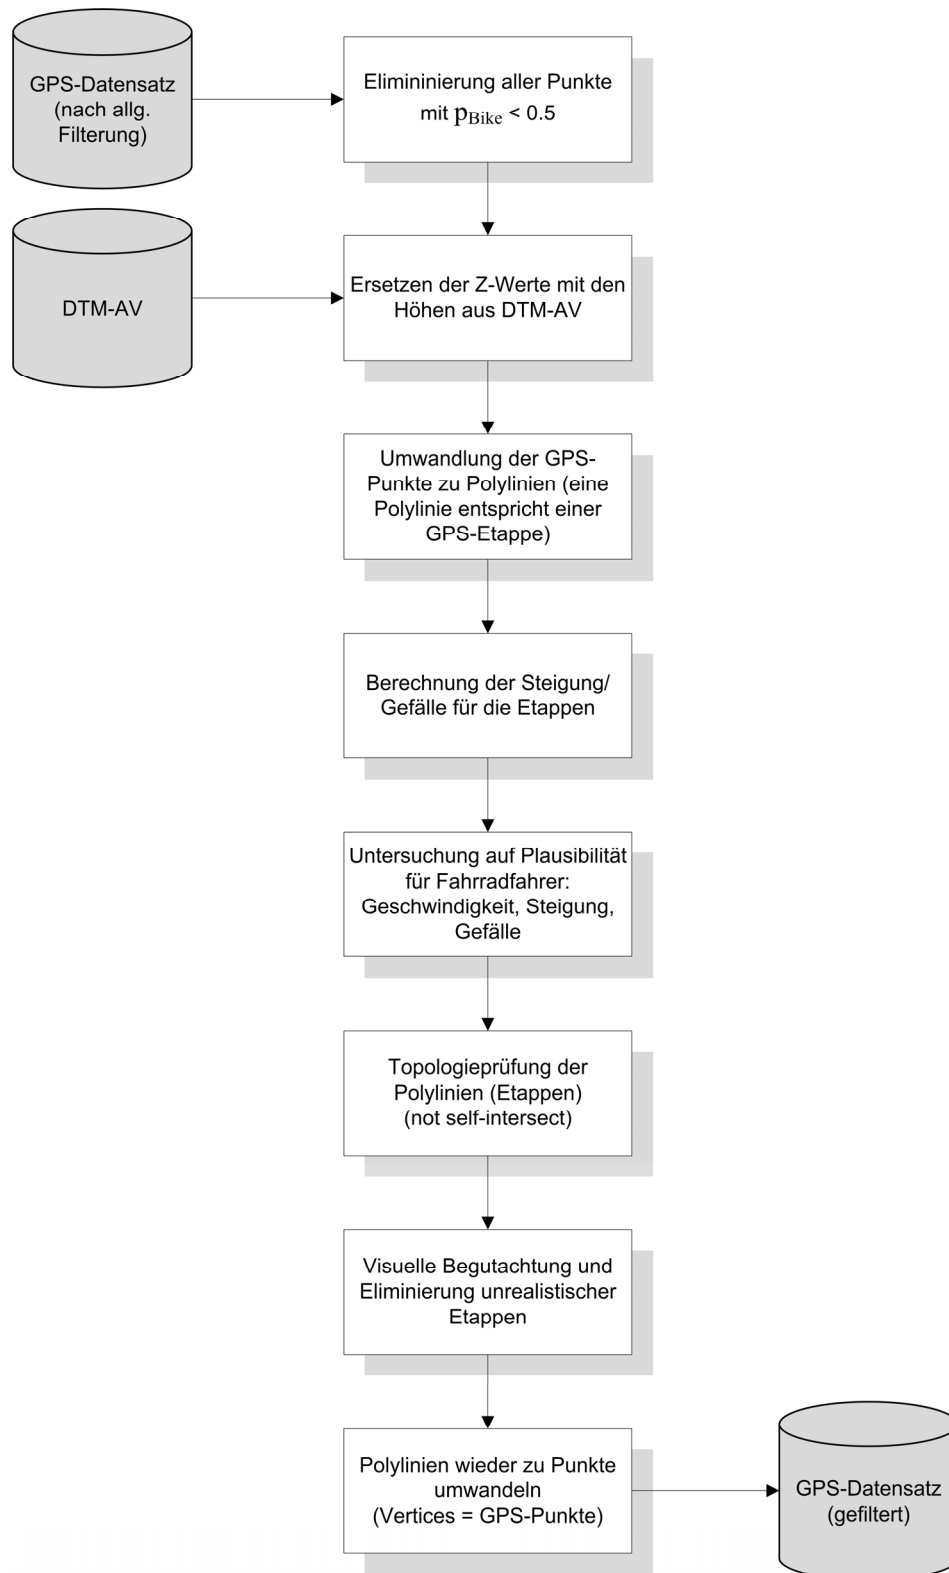 GPS-Datensatz
(nach allg.
Filterung)
Elimininierung aller Punkte
mit pBike < 0.5
DTM-AV
Ersetzen der Z-Werte mit den
Höhen aus DTM-AV
Umwandlung der GPS-
Punkte zu Polylinien (eine
Polylinie entspricht einer
GPS-Etappe)
Berechnung der Steigung/
Gefälle für die Etappen
Untersuchung auf Plausibilität
für Fahrradfahrer:
Geschwindigkeit, Steigung,
Gefälle
Topologieprüfung der
Polylinien (Etappen)
(not self-intersect)
Visuelle Begutachtung und
Eliminierung unrealistischer
Etappen
Polylinien wieder zu Punkte
umwandeln
(Vertices = GPS-Punkte)
GPS-Datensatz
(gefiltert)